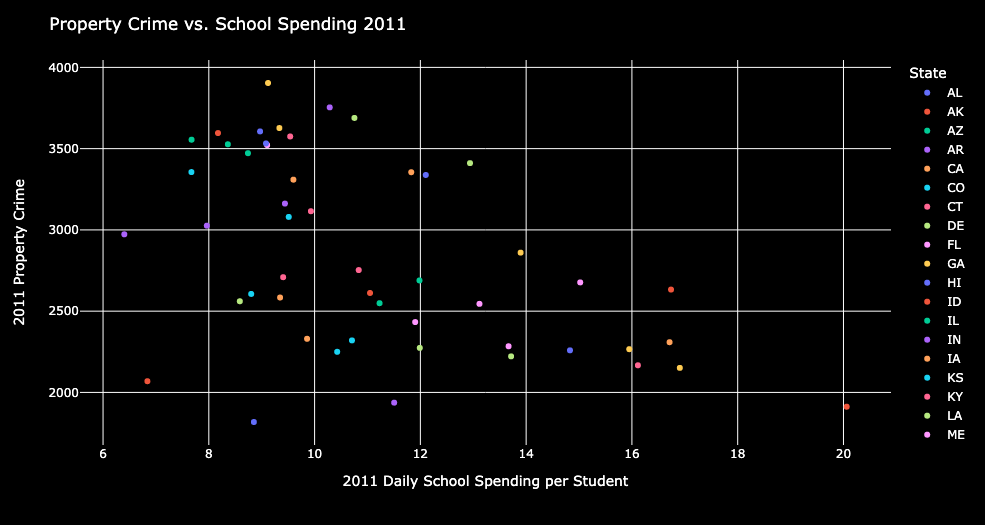 Property Crime vs. School Spending 2011
4000
3500
3000
2500
2000
2011 Property Crime
6 8 10 12 14 16 18 20
2011 Daily School Spending per Student
State
AL
AK
AZ
AR
CA
CO
CT
DE
FL
GA
HI
ID
IL
IN
IA
KS
KY
LA
ME